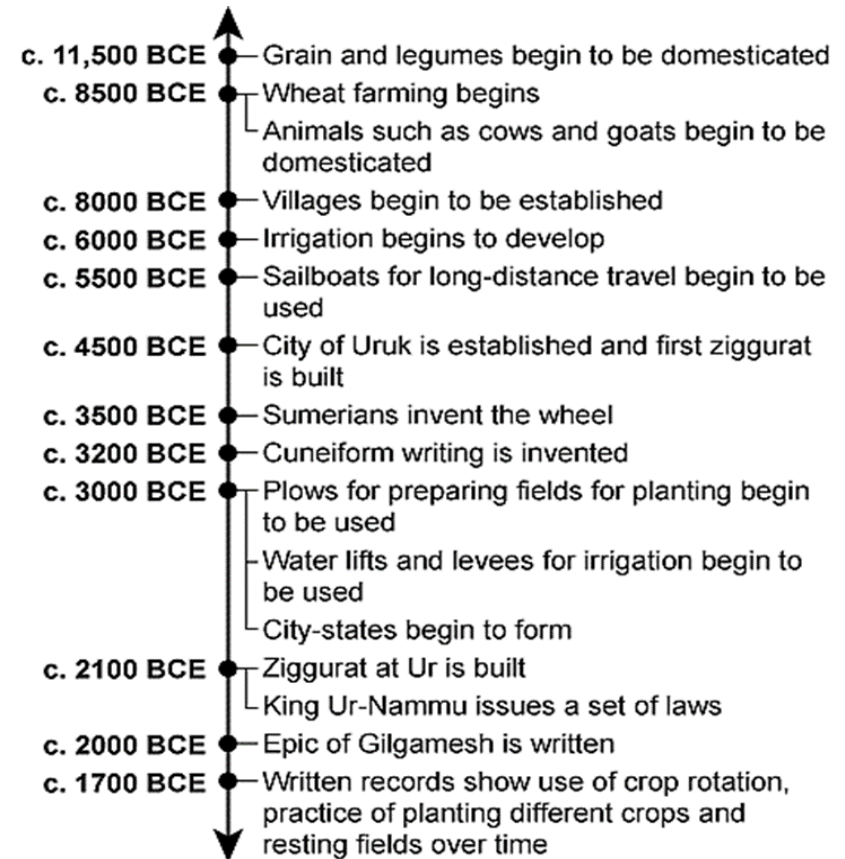 c. 11,500 BCE Grain and legumes begin to be domesticated
c. 8500 BCE Wheat farming begins
Animals such as cows and goats begin to be
domesticated
c. 8000 BCE Villages begin to be established
c. 6000 BCE Irrigation begins to develop
c. 5500 BCE Sailboats for long-distance travel begin to be
used
c. 4500 BCE City of Uruk is established and first ziggurat
is built
c. 3500 BCE Sumerians invent the wheel
c. 3200 BCE Cuneiform writing is invented
c. 3000 BCE Plows for preparing fields for planting begin
to be used
Water lifts and levees for irrigation begin to
be used
City-states begin to form
c. 2100 BCE Ziggurat at Ur is built
King Ur-Nammu issues a set of laws
c. 2000 BCE Epic of Gilgamesh is written
c. 1700 BCE Written records show use of crop rotation,
practice of planting different crops and
resting fields over time